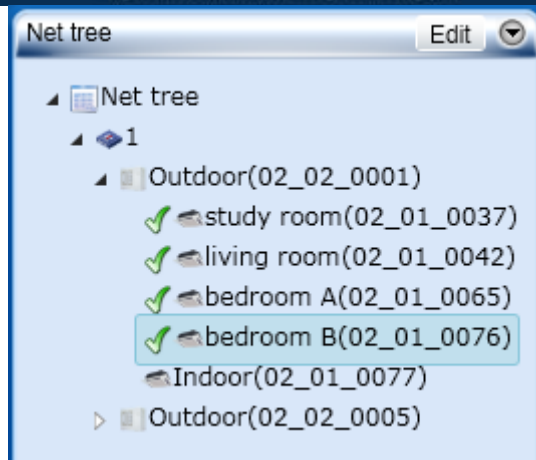 Net tree Edit
Net tree
1
Outdoor(02_02_0001)
study room(02_01_0037)
living room(02_01_0042)
bedroom A(02_01_0065)
bedroom B(02_01_0076)
Indoor(02_01_0077)
Outdoor(02_02_0005)